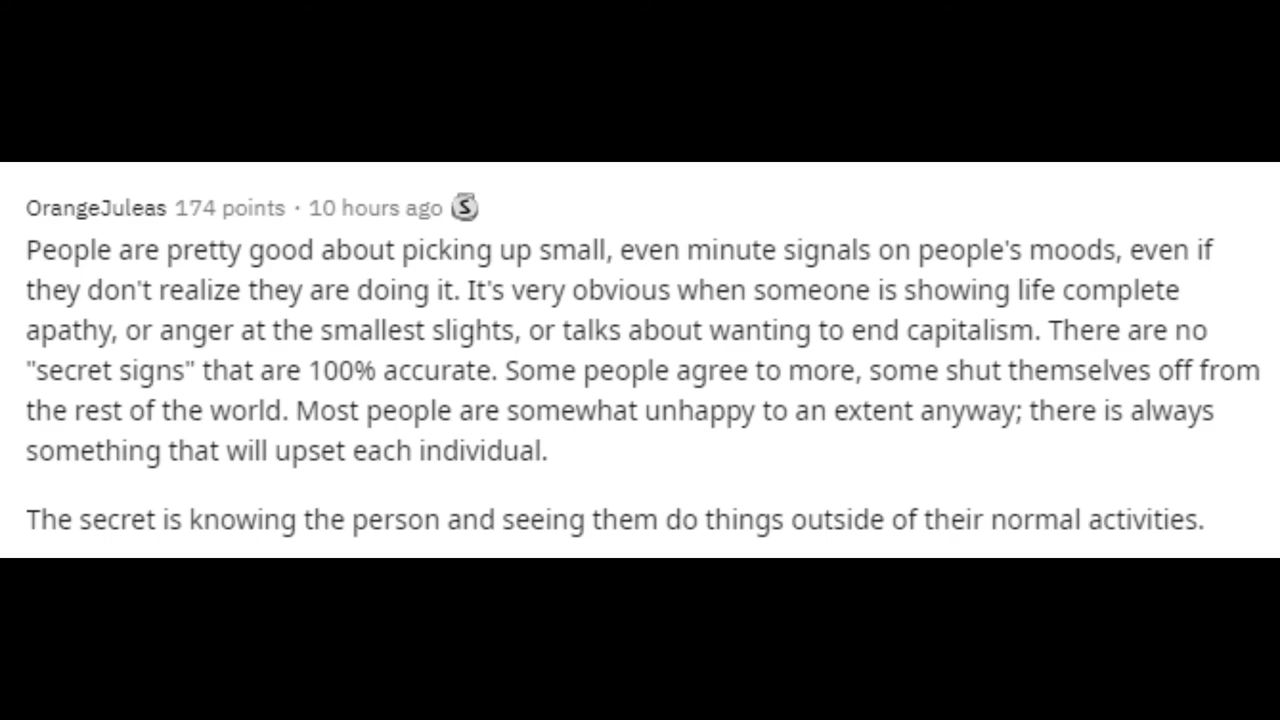 OrangeJuleas 174 points · 10 hours ago S
People are pretty good about picking up small, even minute signals on people's moods, even if
they don't realize they are doing it. It's very obvious when someone is showing life complete
apathy, or anger at the smallest slights, or talks about wanting to end capitalism. There are no
"secret signs" that are 100% accurate. Some people agree to more, some shut themselves off from
the rest of the world. Most people are somewhat unhappy to an extent anyway; there is always
something that will upset each individual.
The secret is knowing the person and seeing them do things outside of their normal activities.